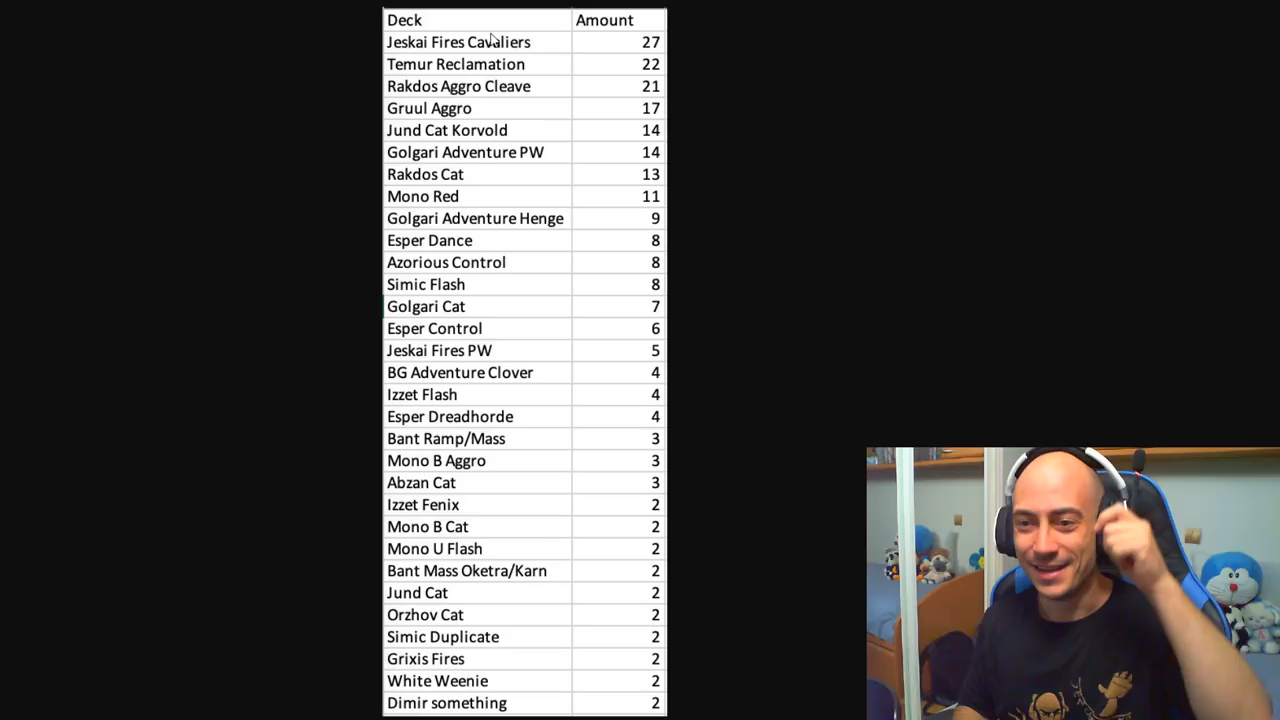 Deck Amount
Jeskai Fires Cavaliers 27
Temur Reclamation 22
Rakdos Aggro Cleave 21
Gruul Aggro 17
Jund Cat Korvold 14
Golgari Adventure PW 14
Rakdos Cat 13
Mono Red 11
Golgari Adventure Henge 9
Esper Dance 8
Azorious Control 8
Simic Flash 8
Golgari Cat 7
Esper Control 6
Jeskai Fires PW 5
BG Adventure Clover 4
Izzet Flash 4
Esper Dreadhorde 4
Bant Ramp/Mass 3
Mono B Aggro 3
Abzan Cat 3
Izzet Fenix 2
Mono B Cat 2
Mono U Flash 2
Bant Mass Oketra/Karn 2
Jund Cat 2
Orzhov Cat 2
Simic Duplicate 2
Grixis Fires 2
White Weenie 2
Dimir something 2